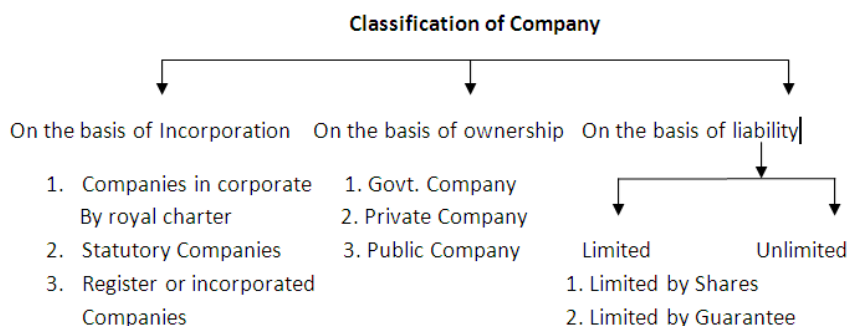 Classification of Company
On the basis of Incorporation
1. Companies in corporate
By royal charter
2. Statutory Companies
3. Register or incorporated
Companies
On the basis of ownership
1. Govt. Company
2. Private Company
3. Public Company
On the basis of liability
Limited
1. Limited by Shares
2. Limited by Guarantee
Unlimited